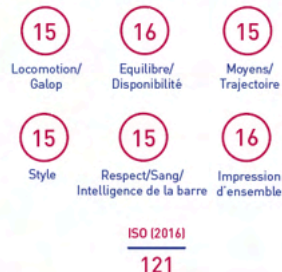 15 16 15
Locomotion/ Equilibre/ Moyens/
Galop Disponibilité Trajectoire
15 15 16
Style Respect/Sang/ Impression
Intelligence de la barre d'ensemble
ISO (2016)
121